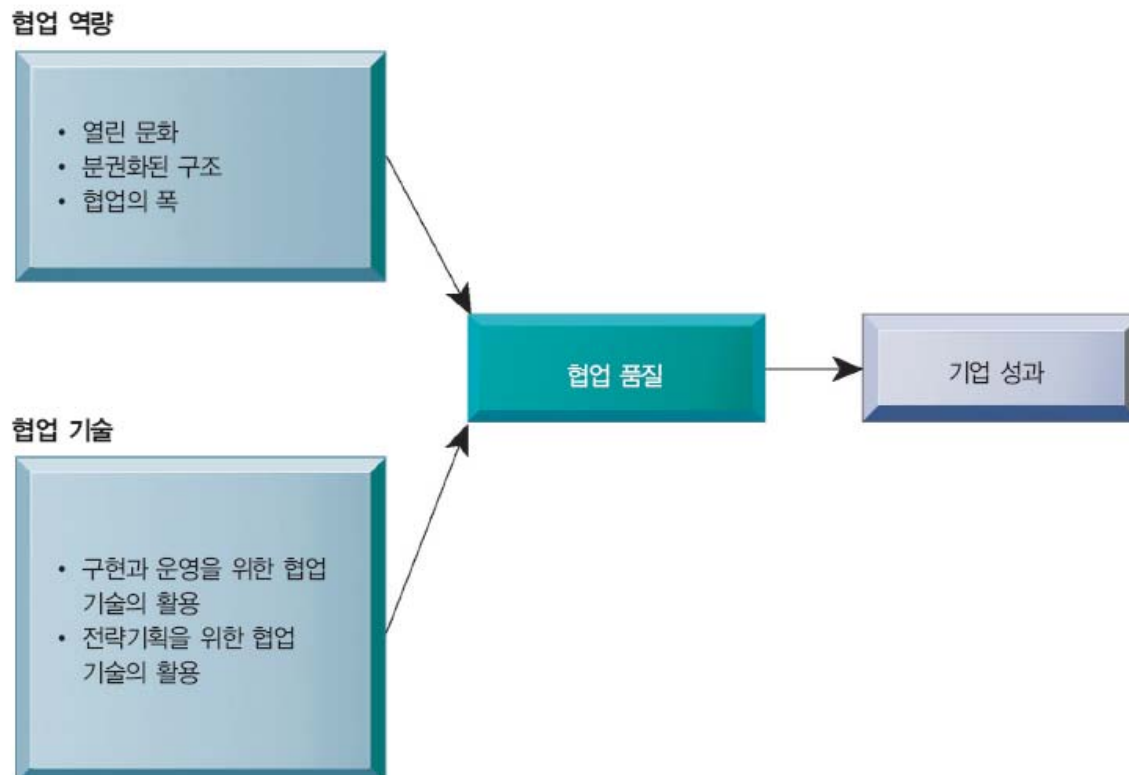 협업 역량
• 열린 문화
• 분권화된 구조
• 협업의 폭
협업 품질
기업 성과
협업 기술
• 구현과 운영을 위한 협업
기술의 활용
• 전략기획을 위한 협업
기술의 활용